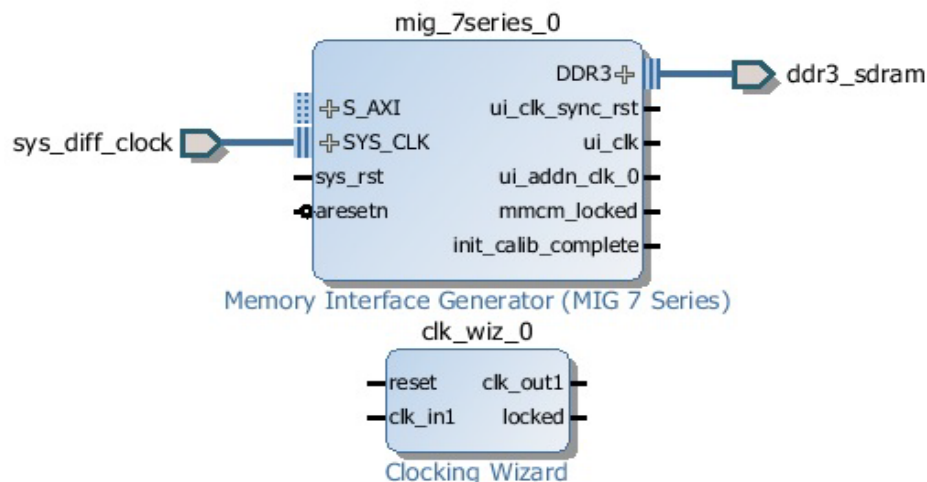 mig_7series_0
DDR3
ddr3_sdram
S_AXI
ui_clk_sync_rst
sys_diff_clock
SYS_CLK
ui_clk
sys_rst
ui_addn_clk_0
aresetn
mmcm_locked
init_calib_complete
Memory Interface Generator (MIG 7 Series)
clk_wiz_0
reset
clk_out1
clk_in1
locked
Clocking Wizard